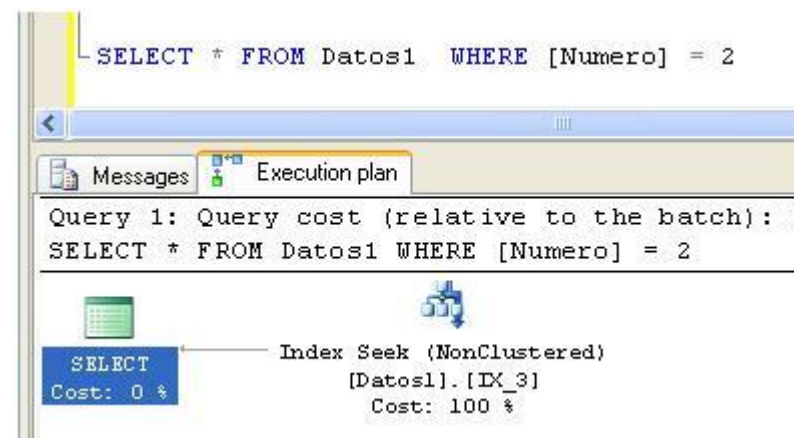 SELECT * FROM Datos1 WHERE [Numero] = 2
Messages Execution plan
Query 1: Query cost (relative to the batch):
SELECT * FROM Datos1 WHERE [Numero] = 2
SELECT
Cost: 0 %
Index Seek (NonClustered)
[Datos1].[IX_3]
Cost: 100 %